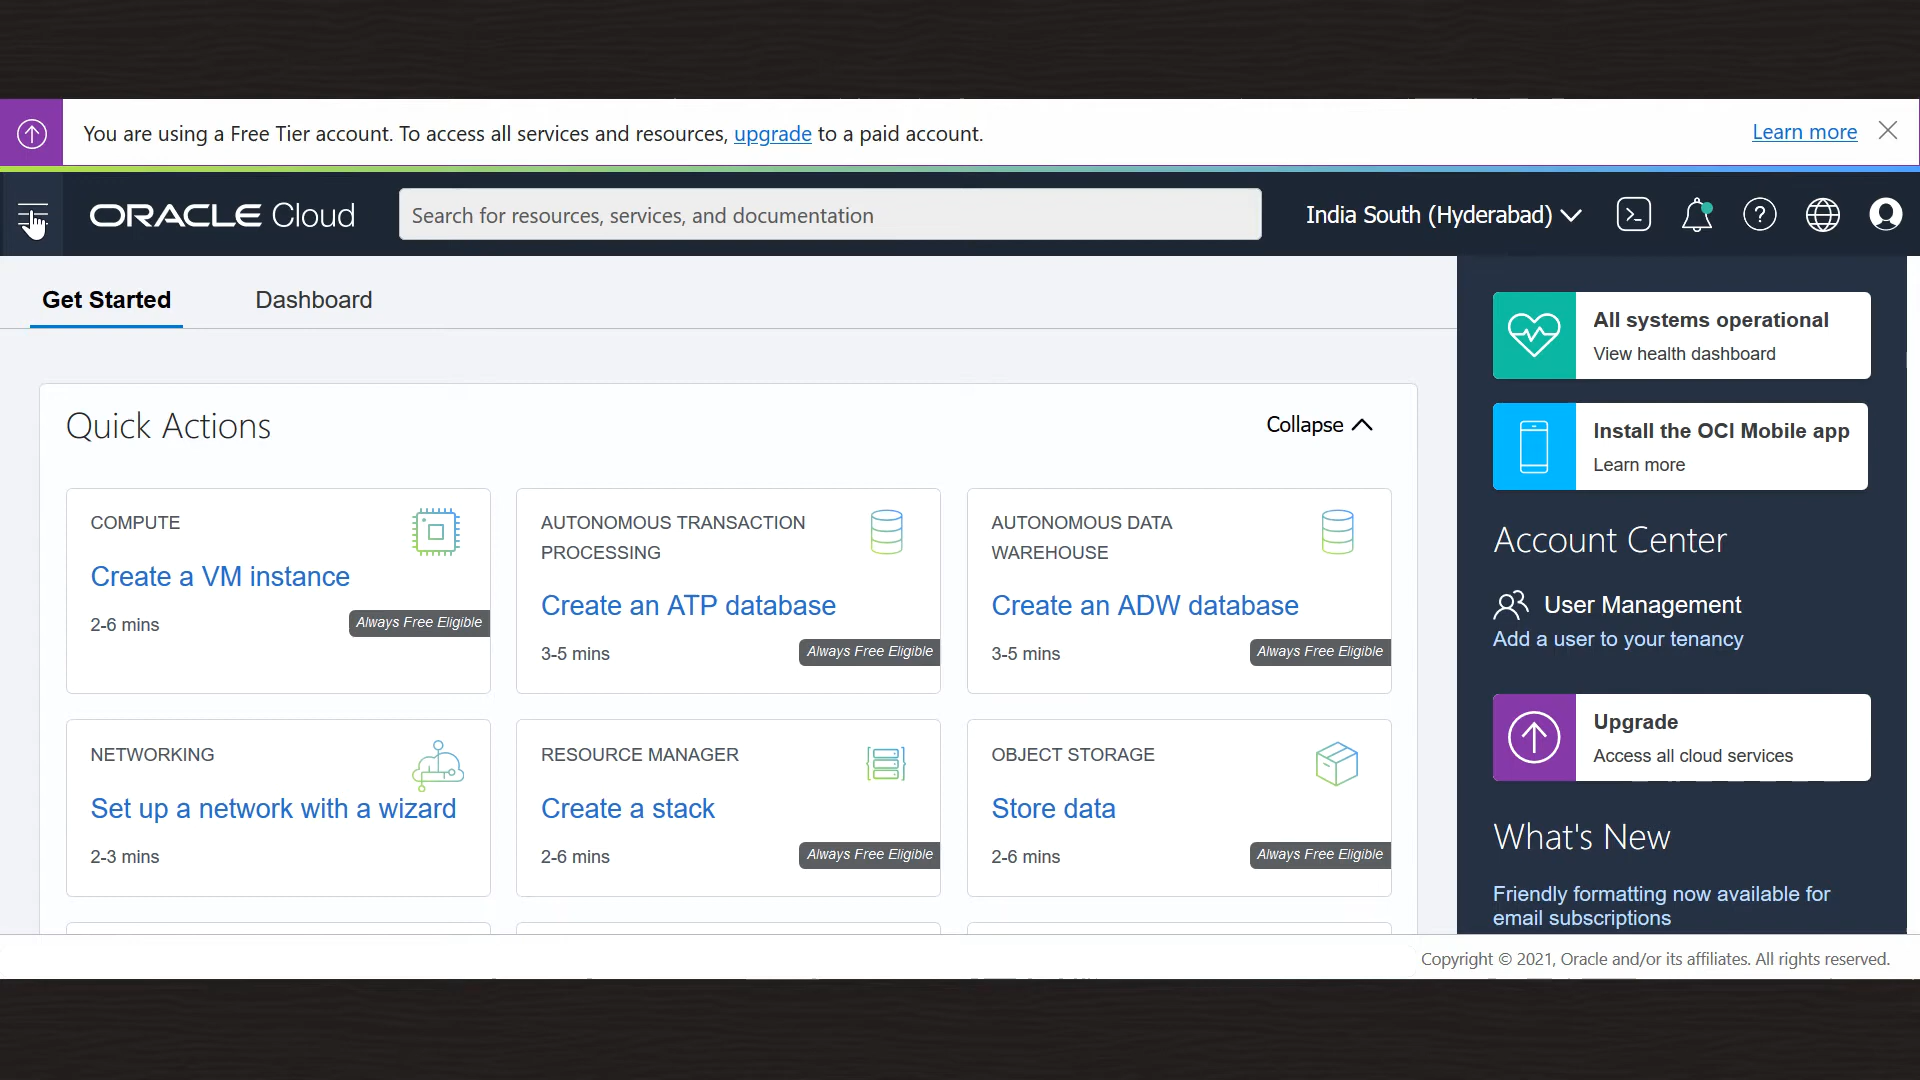 You are using a Free Tier account. To access all services and resources, upgrade to a paid account.
Learn more
ORACLE Cloud
Search for resources, services, and documentation
India South (Hyderabad)
Get Started
Dashboard
Quick Actions
Collapse
COMPUTE
Create a VM instance
2-6 mins
Always Free Eligible
AUTONOMOUS TRANSACTION
PROCESSING
Create an ATP database
3-5 mins
Always Free Eligible
AUTONOMOUS DATA
WAREHOUSE
Create an ADW database
3-5 mins
Always Free Eligible
NETWORKING
Set up a network with a wizard
2-3 mins
RESOURCE MANAGER
Create a stack
2-6 mins
Always Free Eligible
OBJECT STORAGE
Store data
2-6 mins
Always Free Eligible
All systems operational
View health dashboard
Install the OCI Mobile app
Learn more
Account Center
User Management
Add a user to your tenancy
Upgrade
Access all cloud services
What's New
Friendly formatting now available for
email subscriptions
Copyright © 2021, Oracle and/or its affiliates. All rights reserved.